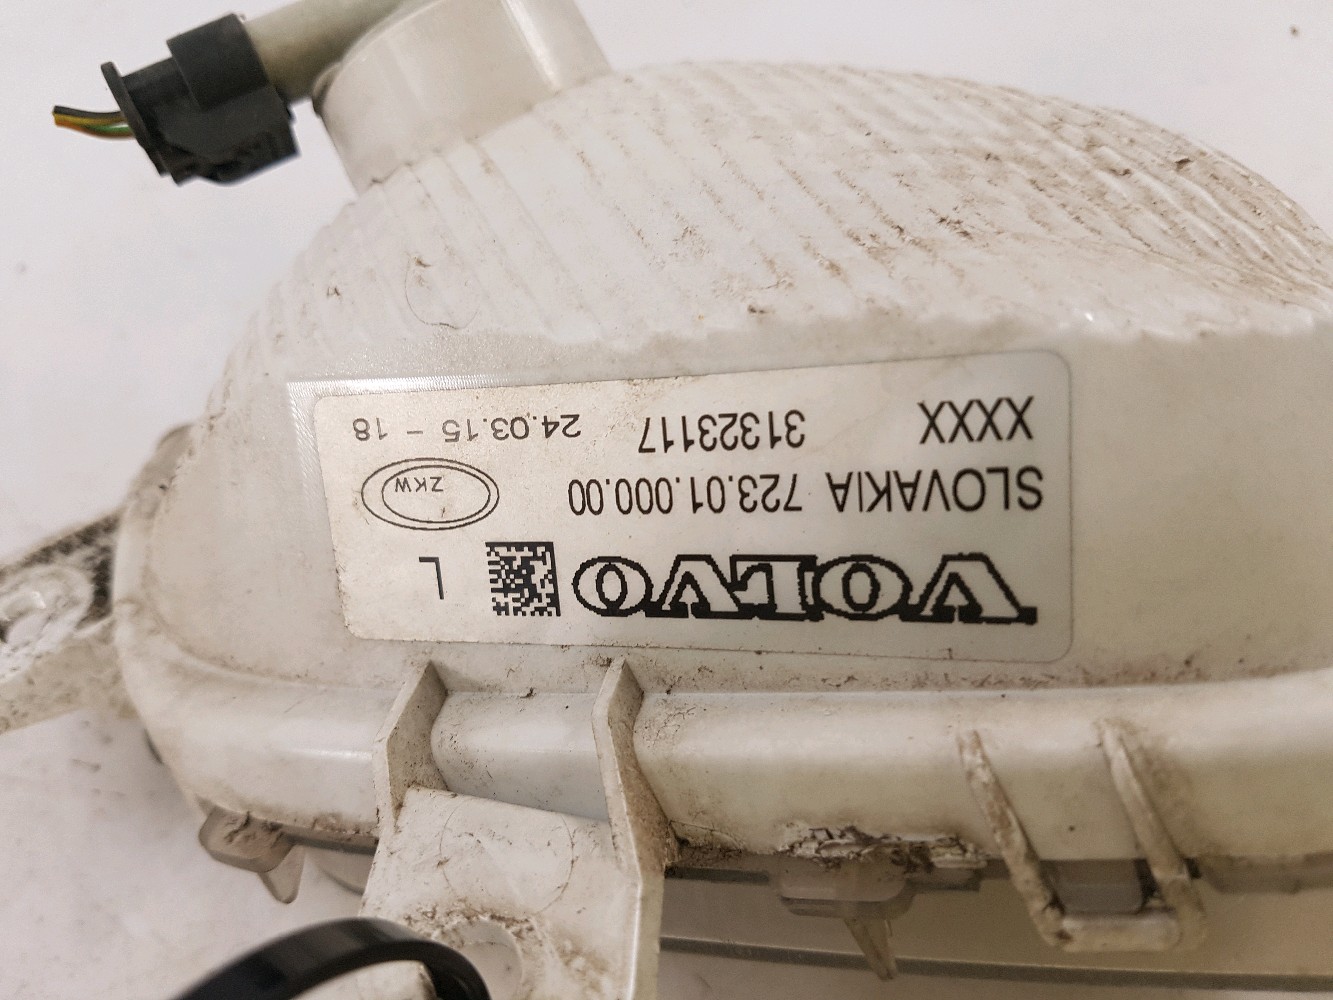 VOLVO L
SLOVAKIA 723.01.000.00 ZKW
XXXX 31323117 24.03.15 - 18